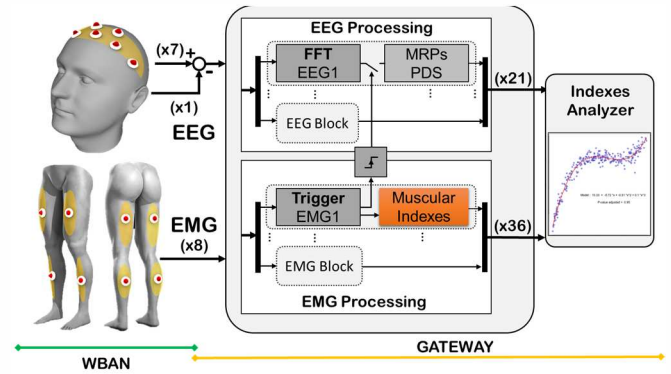 EEG Processing
(x7)
+
-
(x1)
EEG
FFT
EEG1
MRPs
PDS
EEG Block
(x21)
Indexes
Analyzer
EMG
(x8)
Trigger
EMG1
Muscular
Indexes
EMG Block
(x36)
EMG Processing
WBAN
GATEWAY